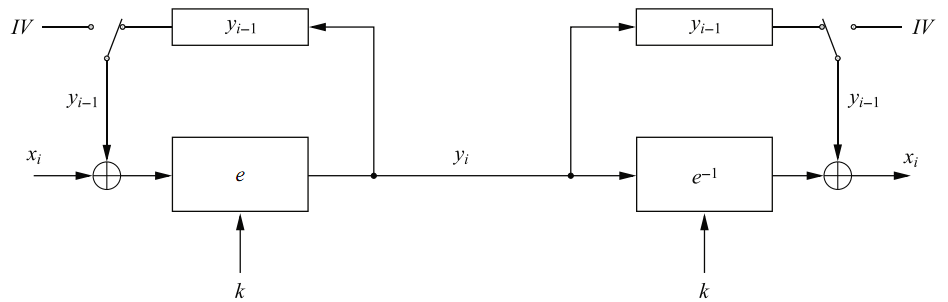 IV
y_{i–1}
y_{i–1}
IV
y_{i–1}
y_{i–1}
x_i
e
y_i
e^{–1}
x_i
k
k